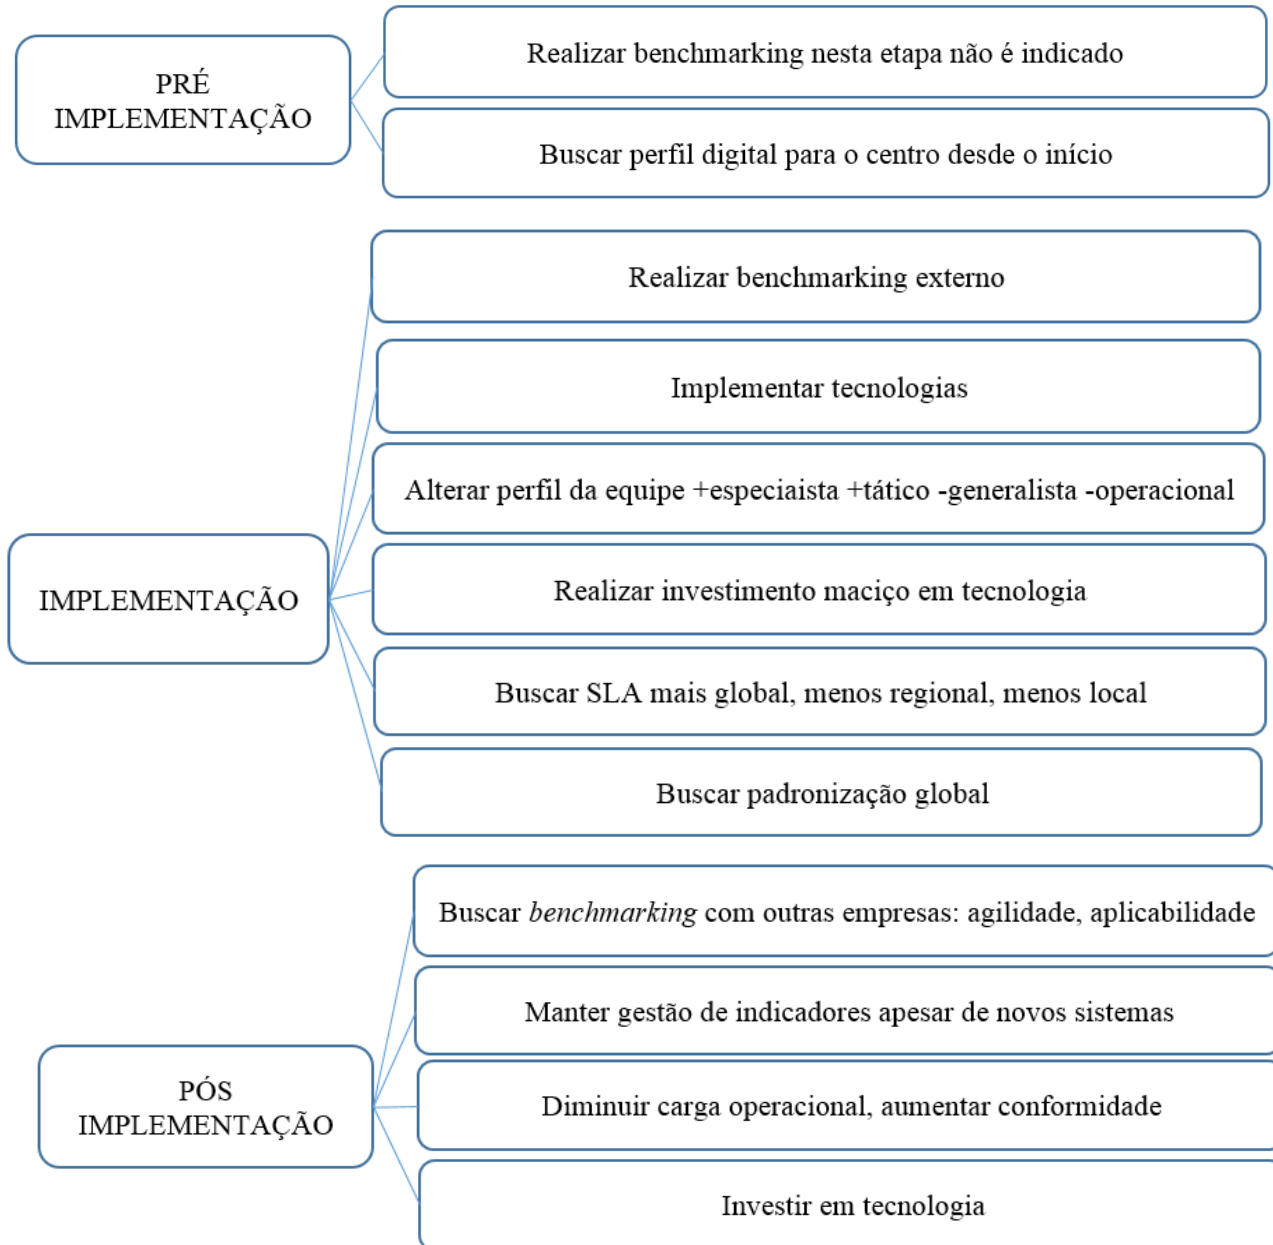 PRÉ
IMPLEMENTAÇÃO
Realizar benchmarking nesta etapa não é indicado
Buscar perfil digital para o centro desde o início
IMPLEMENTAÇÃO
Realizar benchmarking externo
Implementar tecnologias
Alterar perfil da equipe +especiaista +tático -generalista -operacional
Realizar investimento maciço em tecnologia
Buscar SLA mais global, menos regional, menos local
Buscar padronização global
PÓS
IMPLEMENTAÇÃO
Buscar benchmarking com outras empresas: agilidade, aplicabilidade
Manter gestão de indicadores apesar de novos sistemas
Diminuir carga operacional, aumentar conformidade
Investir em tecnologia